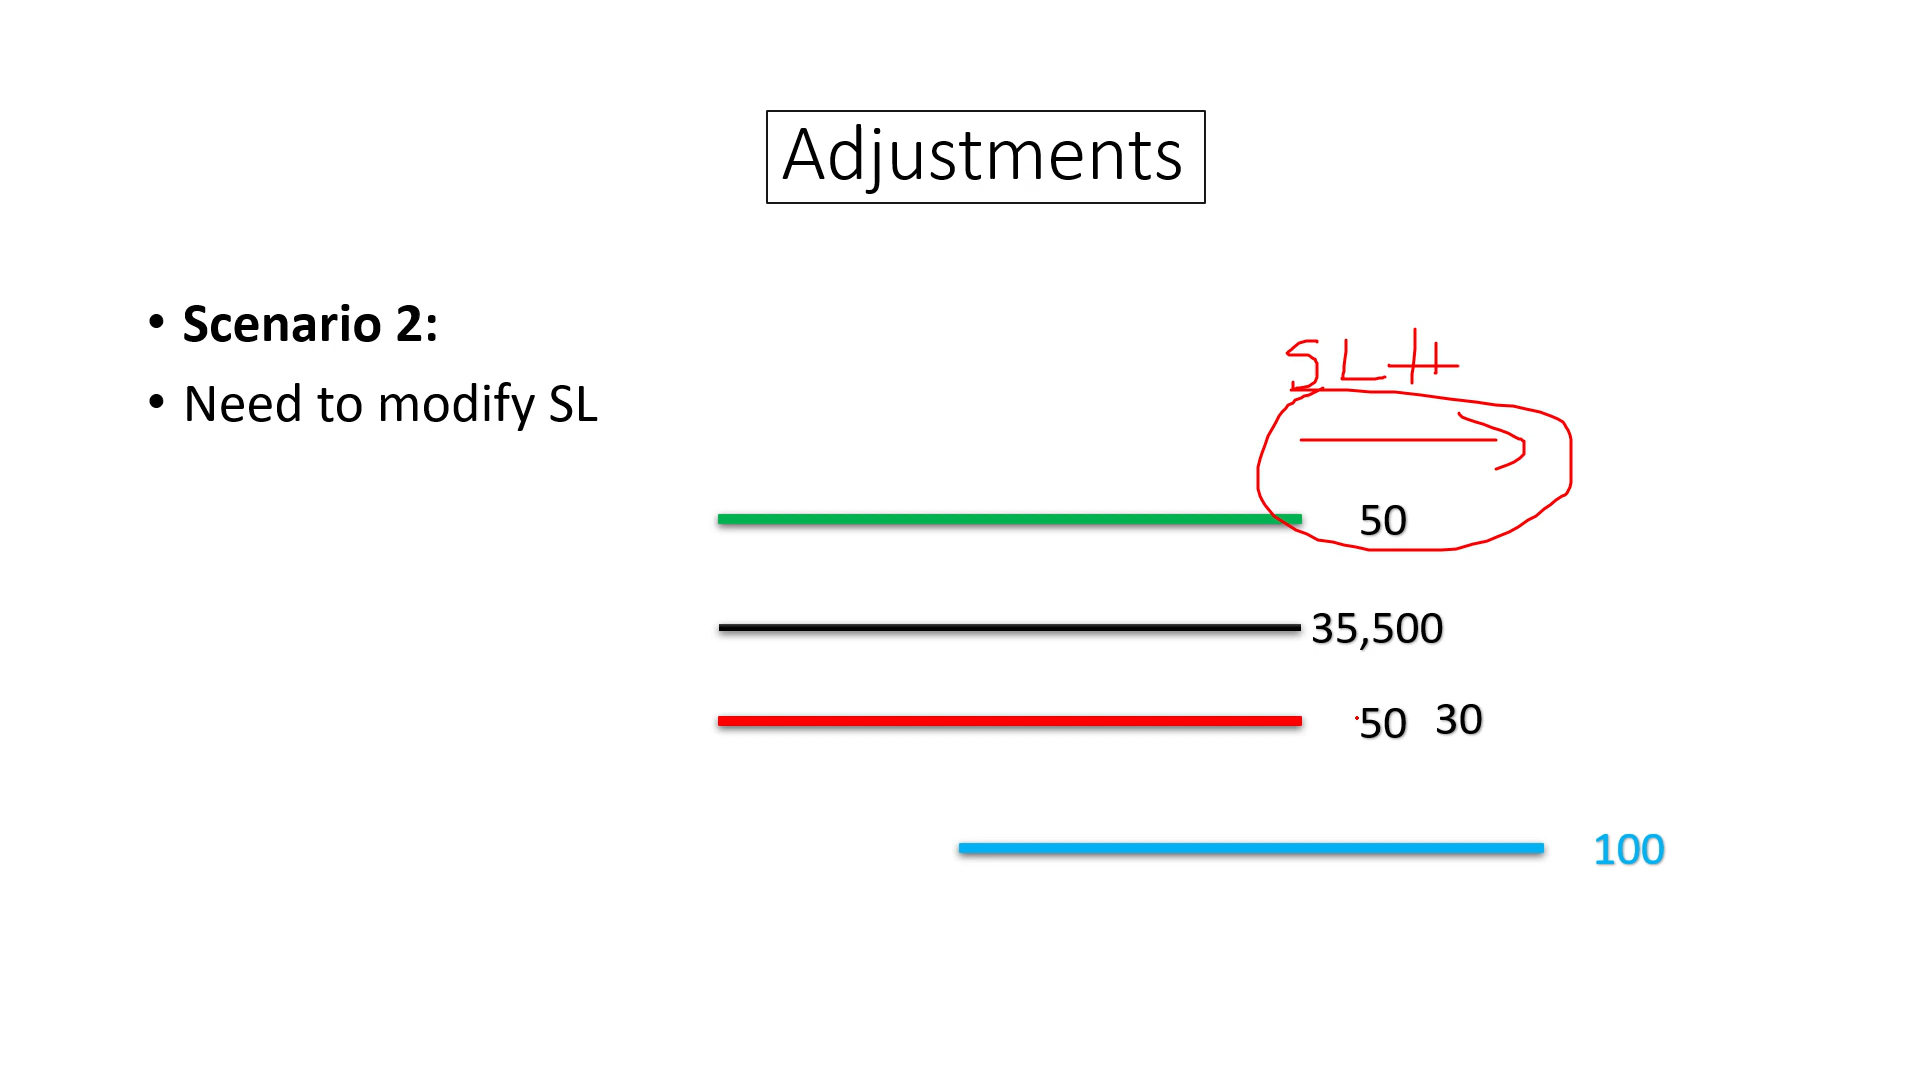 Adjustments
• Scenario 2:
• Need to modify SL
SL H
50
35,500
50 30
100